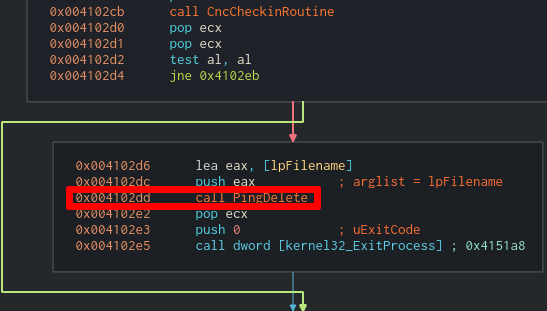 0x004102cb call CncCheckinRoutine
0x004102d0 pop ecx
0x004102d1 pop ecx
0x004102d2 test al, al
0x004102d4 jne 0x4102eb
0x004102d6 lea eax, [lpFilename]
0x004102dc push eax ; arglist = lpFilename
0x004102dd call PingDelete
0x004102e2 pop ecx
0x004102e3 push 0 ; uExitCode
0x004102e5 call dword [kernel32_ExitProcess] ; 0x4151a8